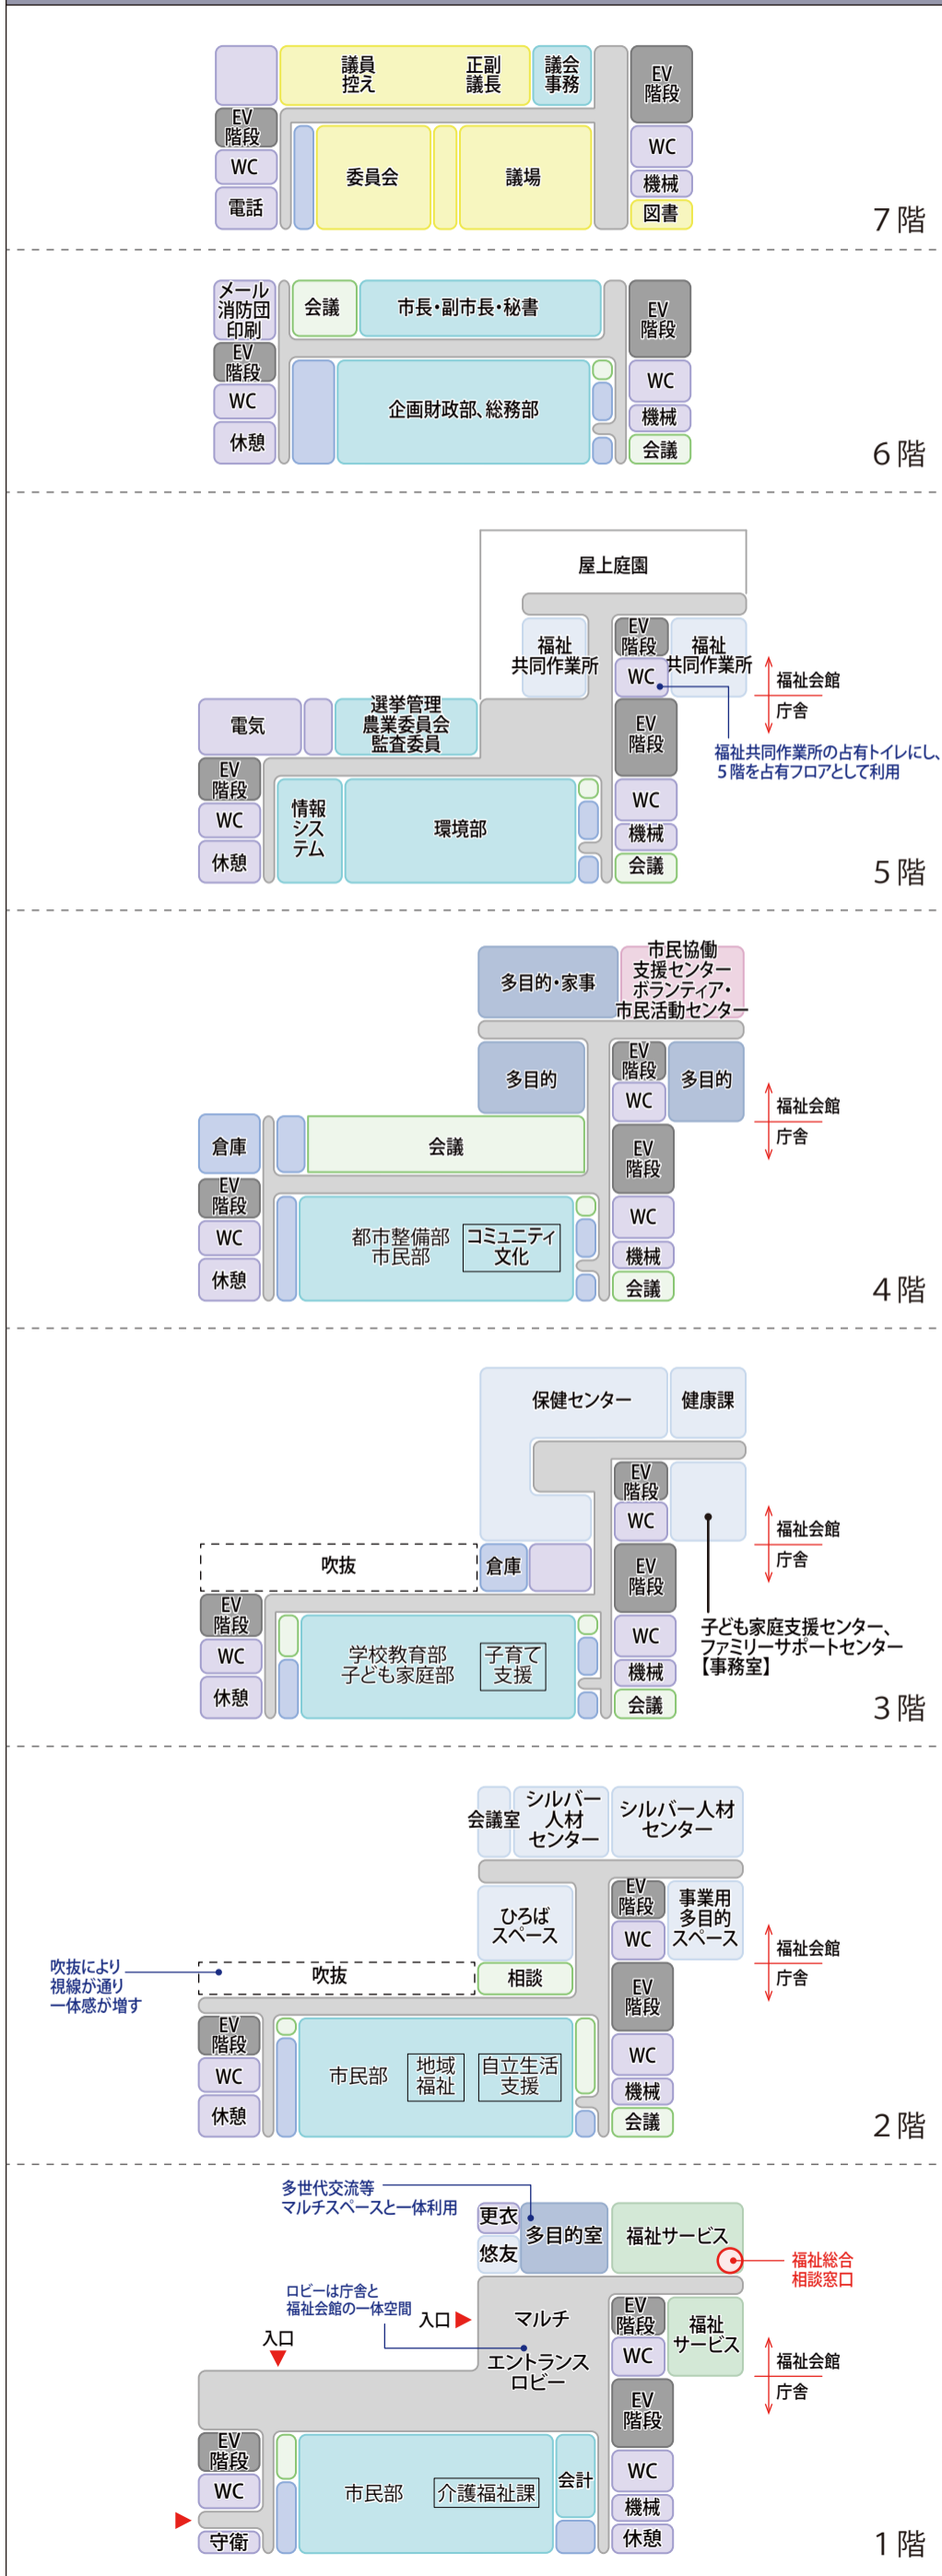 議員
控え
正副
議長
議会
事務
EV
階段
EV
階段
WC
電話
委員会
議場
WC
機械
図書
7階
メール
消防団
印刷
会議
市長・副市長・秘書
EV
階段
EV
階段
WC
休憩
企画財政部、総務部
WC
機械
会議
6階
屋上庭園
福祉
共同作業所
EV
階段
福祉
共同作業所
WC
福祉会館
庁舎
福祉共同作業所の占有トイレにし、
5階を占有フロアとして利用
電気
選挙管理
農業委員会
監査委員
EV
階段
EV
階段
WC
休憩
情報
シス
テム
環境部
WC
機械
会議
5階
多目的・家事
市民協働
支援センター
ボランティア・
市民活動センター
多目的
EV
階段
WC
多目的
福祉会館
庁舎
倉庫
会議
EV
階段
EV
階段
WC
休憩
都市整備部
市民部
コミュニティ
文化
WC
機械
会議
4階
保健センター
健康課
EV
階段
WC
福祉会館
庁舎
吹抜
倉庫
EV
階段
子ども家庭支援センター、
ファミリーサポートセンター
【事務室】
EV
階段
WC
休憩
学校教育部
子ども家庭部
子育て
支援
WC
機械
会議
3階
会議室
シルバー
人材
センター
シルバー人材
センター
ひろば
スペース
EV
階段
WC
事業用
多目的
スペース
福祉会館
庁舎
吹抜により
視線が通り
一体感が増す
吹抜
相談
EV
階段
EV
階段
WC
休憩
市民部
地域
福祉
自立生活
支援
WC
機械
会議
2階
多世代交流等
マルチスペースと一体利用
更衣
悠友
多目的室
福祉サービス
福祉総合
相談窓口
ロビーは庁舎と
福祉会館の一体空間
入口
入口
マルチ
エントランス
ロビー
EV
階段
WC
福祉
サービス
福祉会館
庁舎
EV
階段
EV
階段
WC
守衛
市民部
介護福祉課
会計
WC
機械
休憩
1階